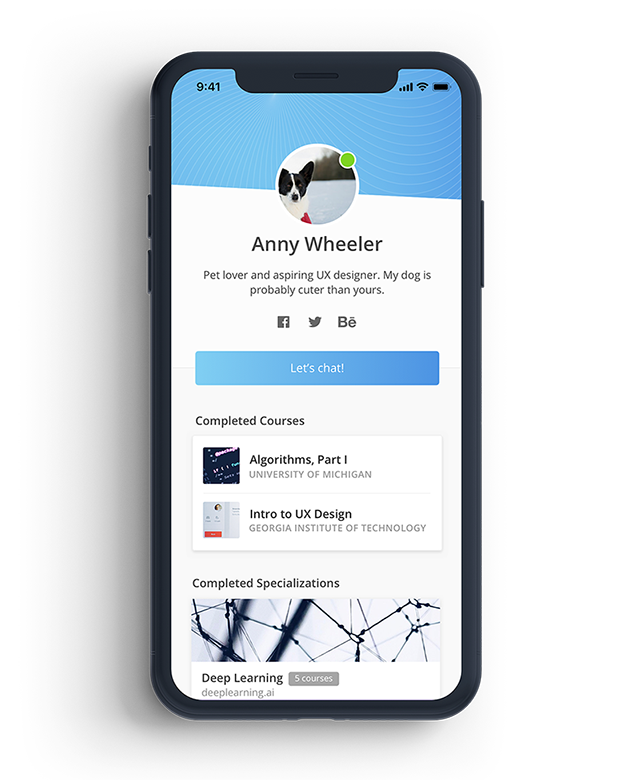 9:41
Anny Wheeler
Pet lover and aspiring UX designer. My dog is
probably cuter than yours.
Bē
Let's chat!
Completed Courses
Algorithms, Part I
UNIVERSITY OF MICHIGAN
Intro to UX Design
GEORGIA INSTITUTE OF TECHNOLOGY
Completed Specializations
Deep Learning 5 courses
deeplearning.ai